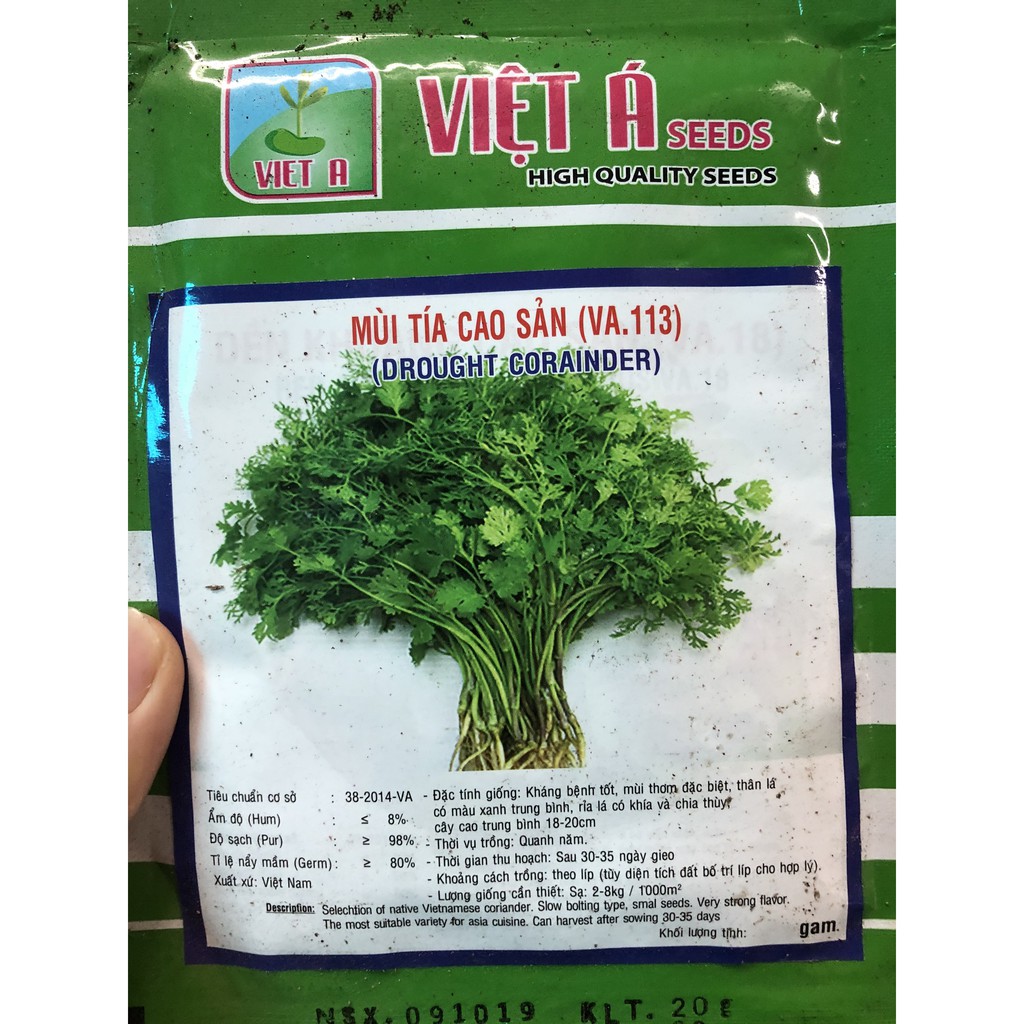 VIET A
VIỆT Á SEEDS
HIGH QUALITY SEEDS
MÙI TÍA CAO SẢN (VA.113)
(DROUGHT CORAINDER)
Tiêu chuẩn cơ sở : 38-2014-VA
Ẩm độ (Hum) : ≤ 8%
Độ sạch (Pur) : ≥ 98%
Tỉ lệ nẩy mầm (Germ) : ≥ 80%
Xuất xứ: Việt Nam
- Đặc tính giống: Kháng bệnh tốt, mùi thơm đặc biệt, thân lá
có màu xanh trung bình, rìa lá có khía và chia thùy,
cây cao trung bình 18-20cm
- Thời vụ trồng: Quanh năm.
- Thời gian thu hoạch: Sau 30-35 ngày gieo
- Khoảng cách trồng: theo líp (tùy diện tích đất bố trí líp cho hợp lý).
- Lượng giống cần thiết: Sạ: 2-8kg / 1000m²
Description: Selechtion of native Vietnamese coriander. Slow bolting type, smal seeds. Very strong flavor.
The most suitable variety for asia cuisine. Can harvest after sowing 30-35 days
Khối lượng tịnh: gam.
NSX. 091019 KLT. 20g